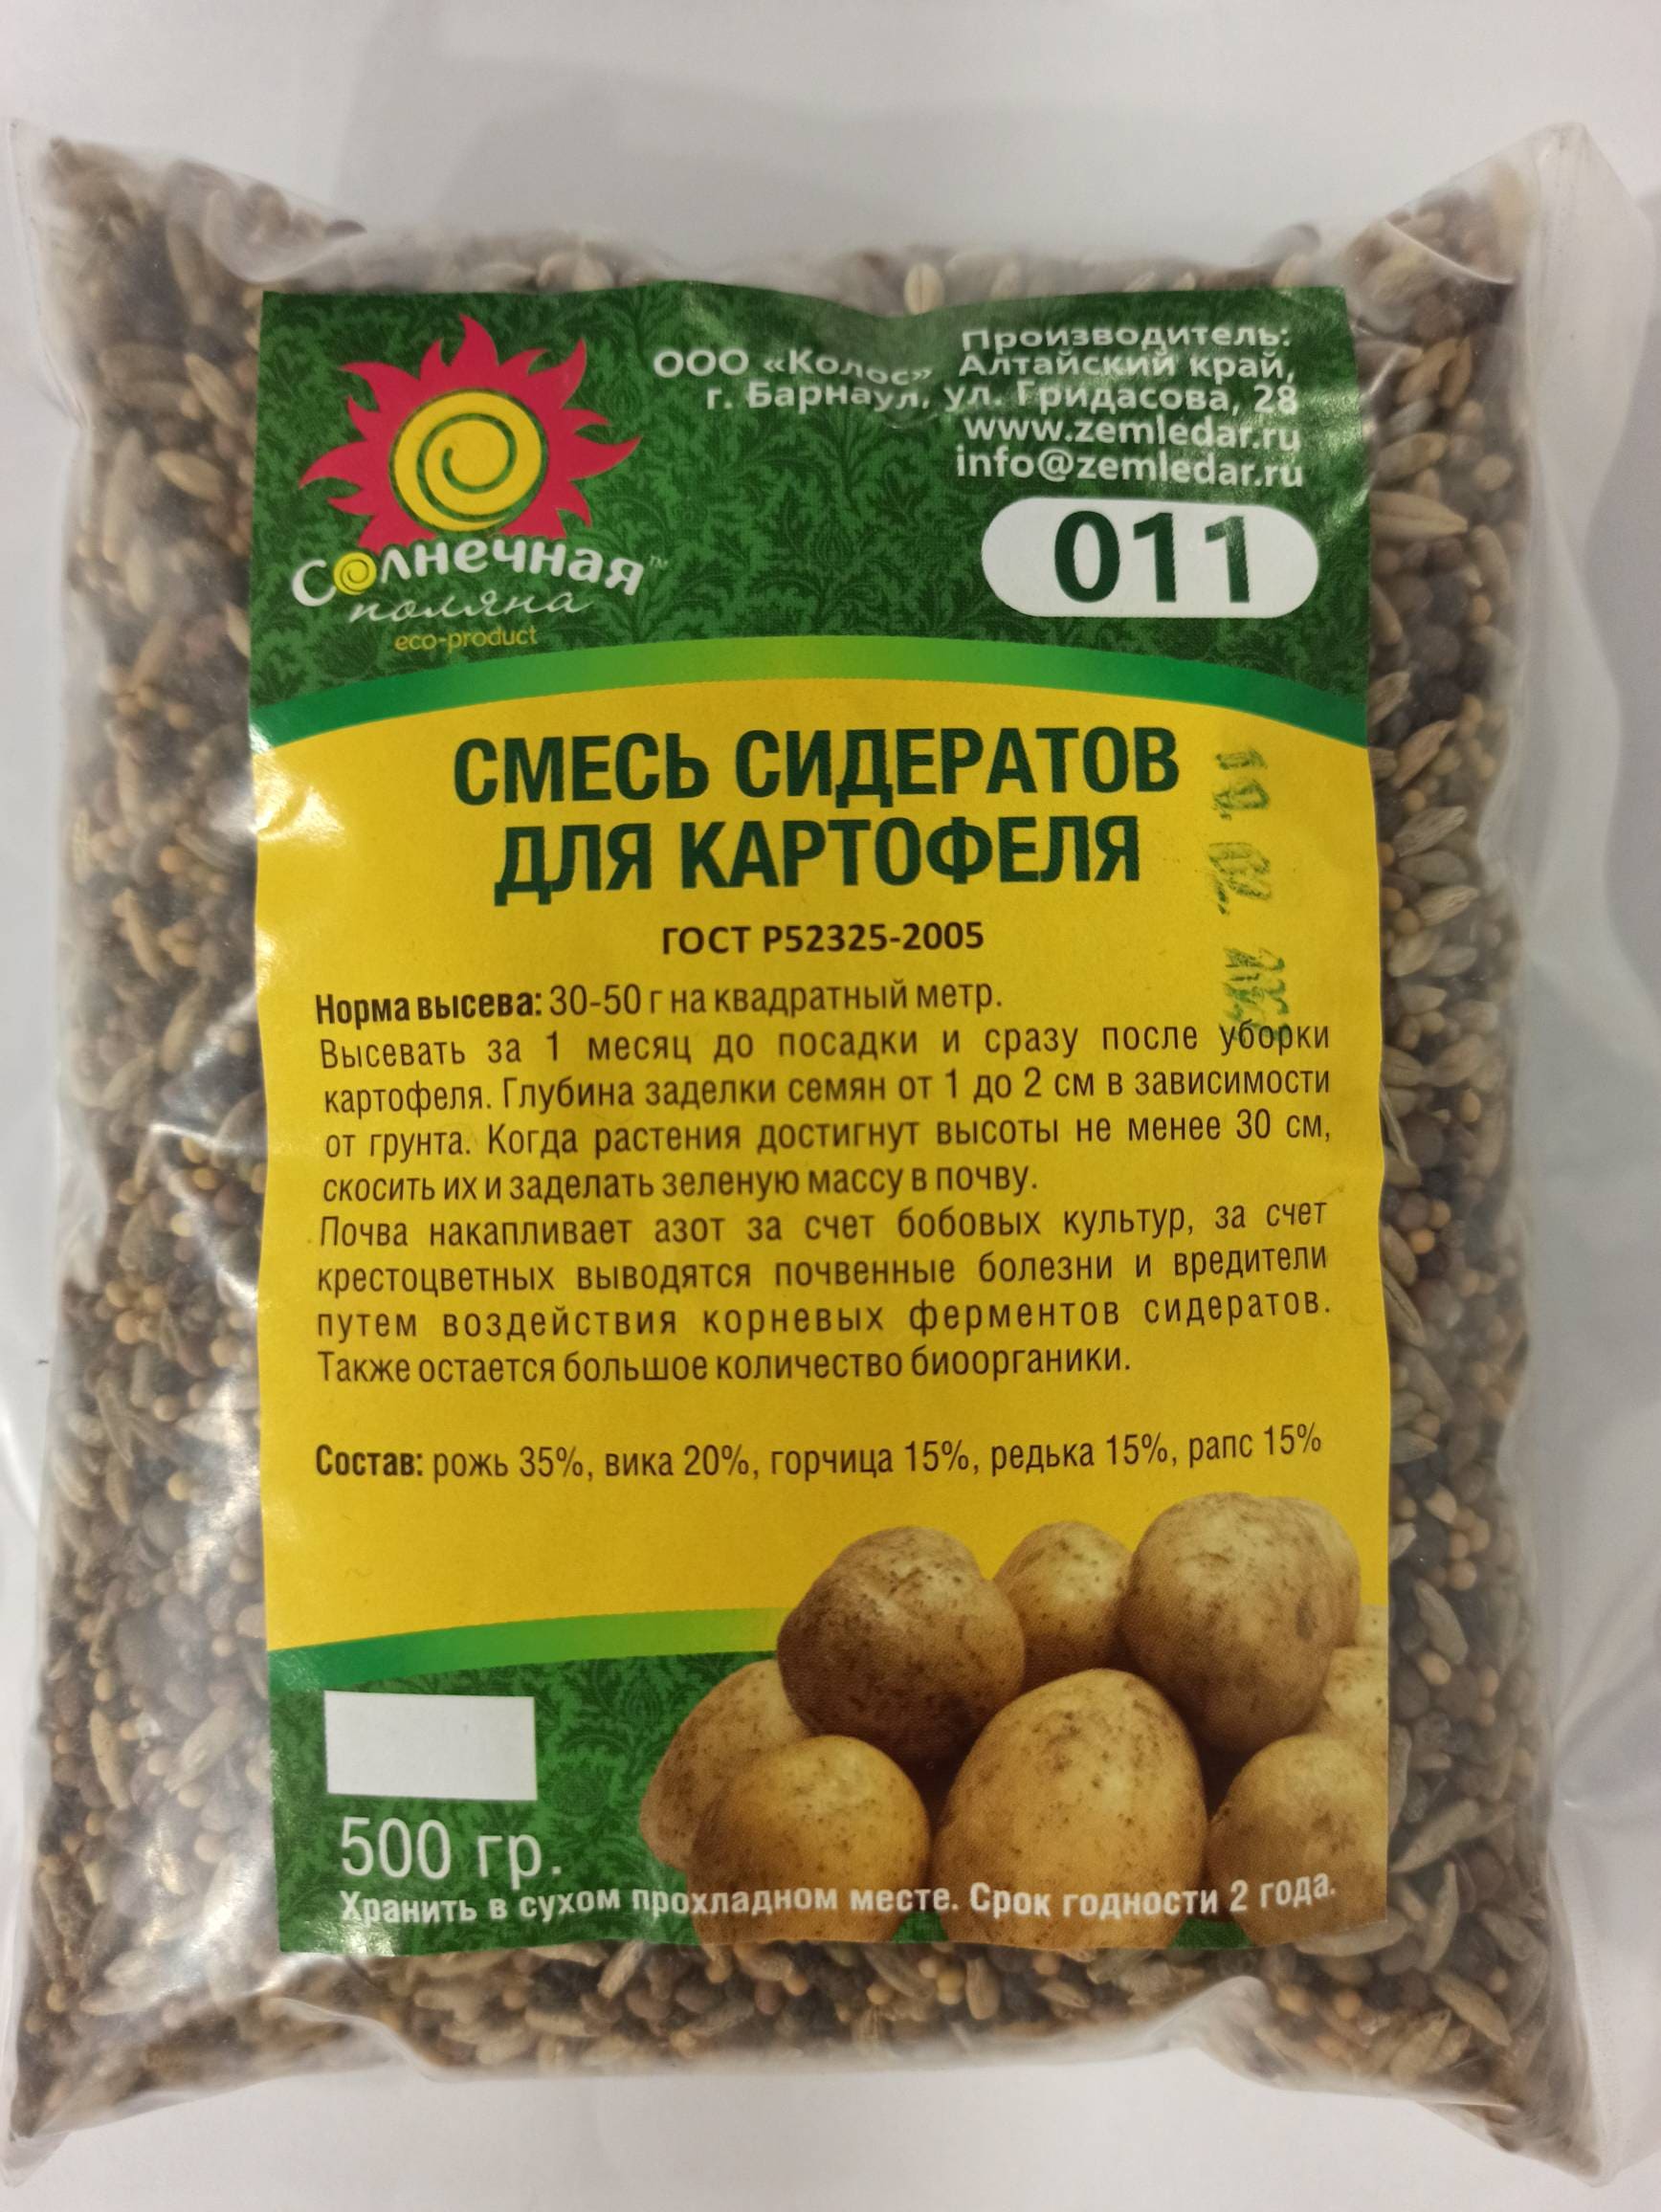 Производитель:
ООО «Колос» Алтайский край,
г. Барнаул, ул. Гридасова, 28
www.zemledar.ru
info@zemledar.ru
011
Солнечная™
поляна
eco-product
СМЕСЬ СИДЕРАТОВ
ДЛЯ КАРТОФЕЛЯ
ГОСТ Р52325-2005
Норма высева: 30-50 г на квадратный метр.
Высевать за 1 месяц до посадки и сразу после уборки
картофеля. Глубина заделки семян от 1 до 2 см в зависимости
от грунта. Когда растения достигнут высоты не менее 30 см,
скосить их и заделать зеленую массу в почву.
Почва накапливает азот за счет бобовых культур, за счет
крестоцветных выводятся почвенные болезни и вредители
путем воздействия корневых ферментов сидератов.
Также остается большое количество биоорганики.
Состав: рожь 35%, вика 20%, горчица 15%, редька 15%, рапс 15%
500 гр.
Хранить в сухом прохладном месте. Срок годности 2 года.